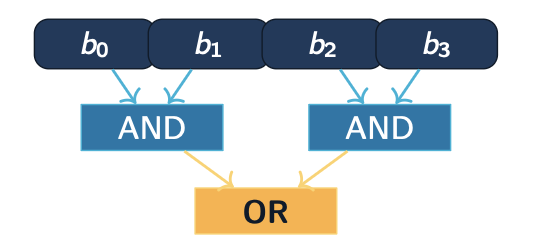 b₀ b₁ b₂ b₃
AND AND
OR